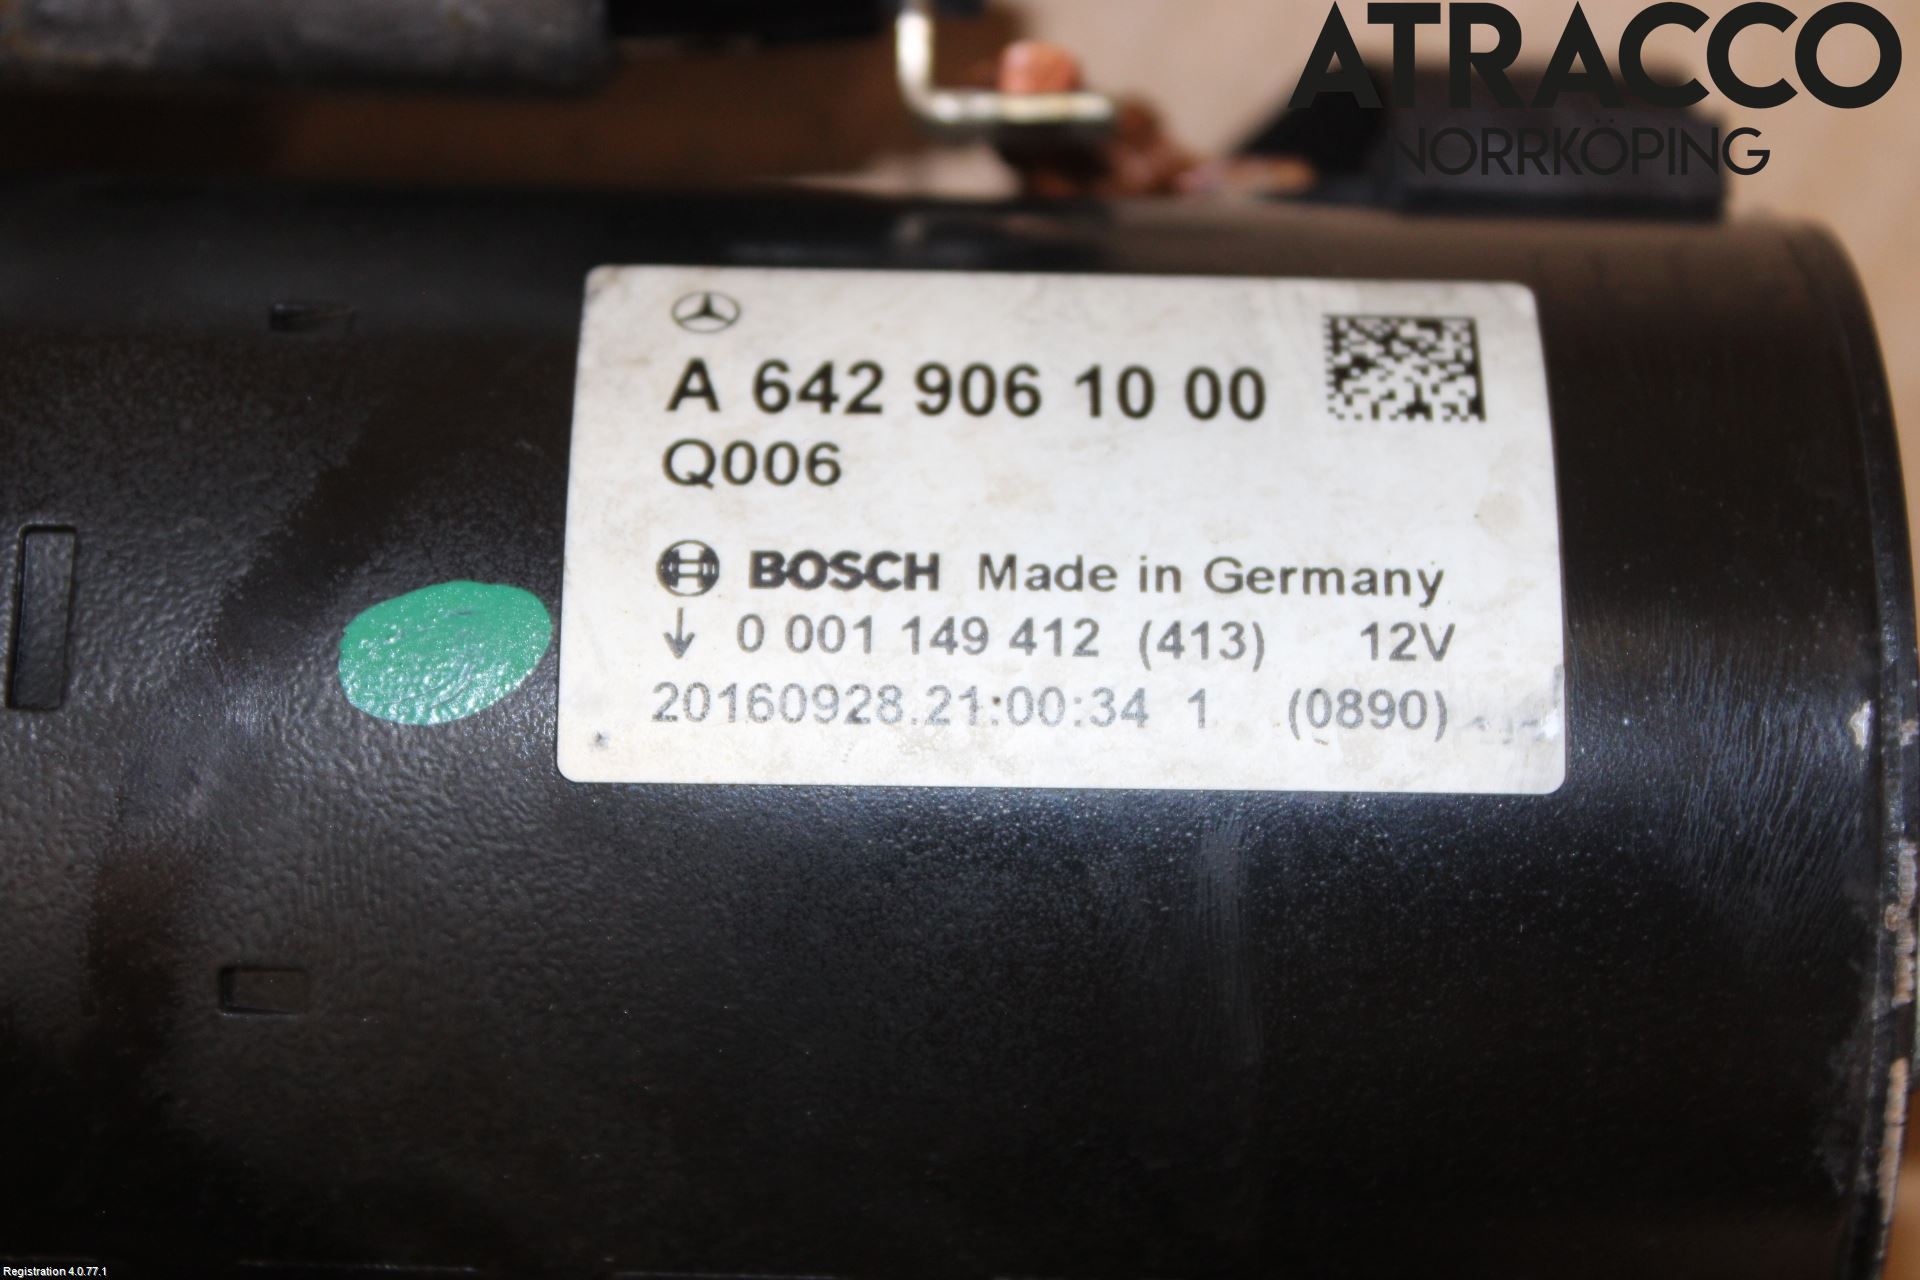 ATRACCO
NORRKÖPING
A 642 906 10 00
Q006
BOSCH Made in Germany
0 001 149 412 (413) 12V
20160928.21:00:34 1 (0890)
Registration 4.0.77.1